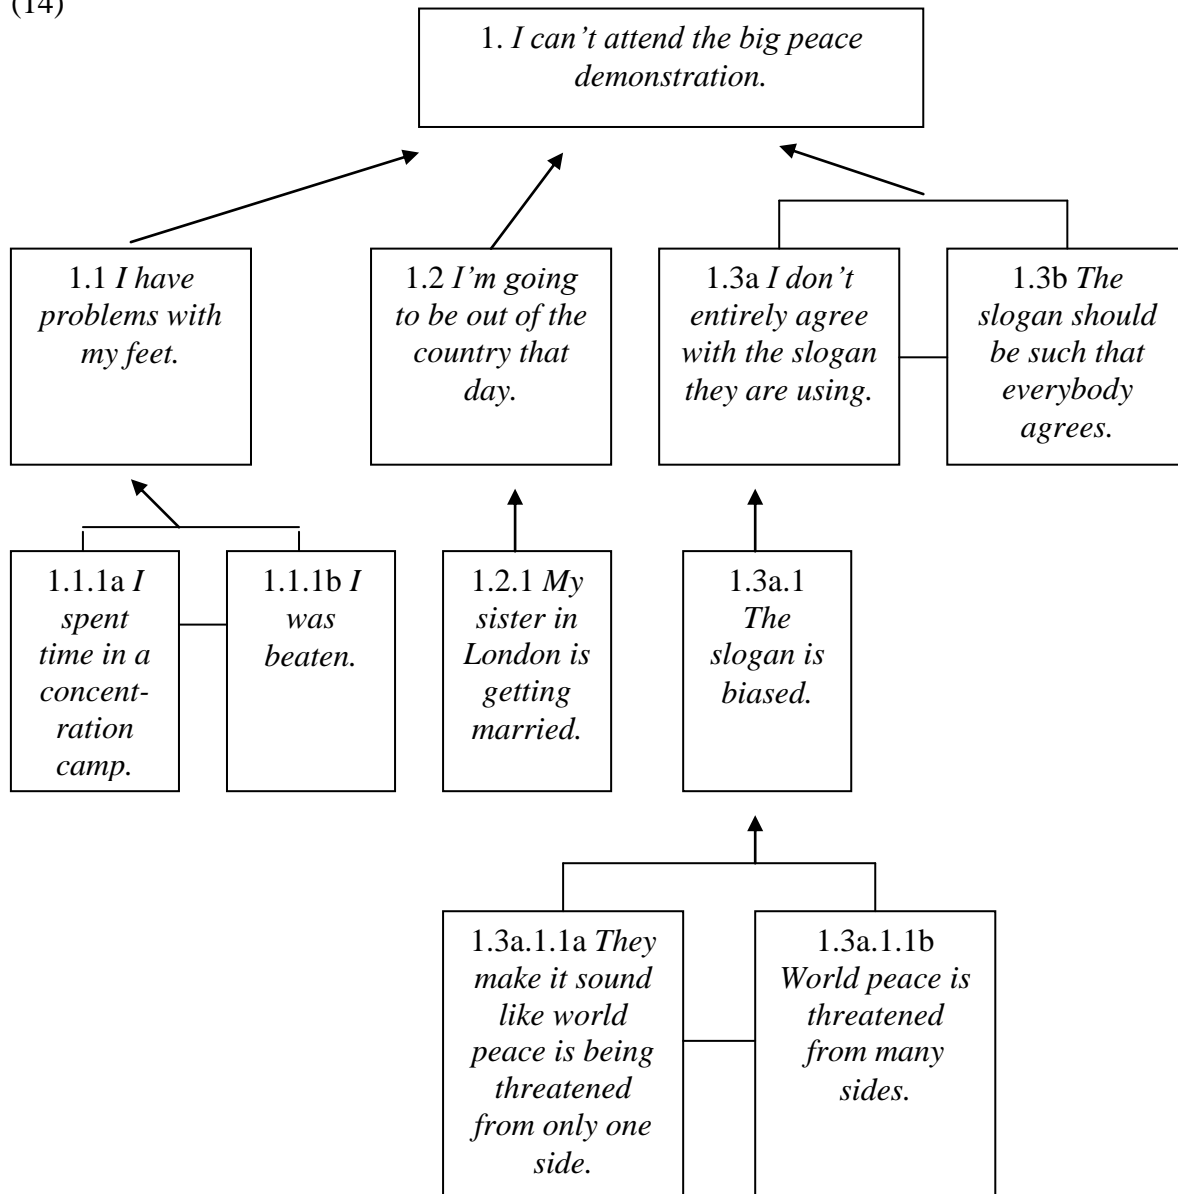 (14)
1. I can’t attend the big peace
demonstration.
1.1 I have
problems with
my feet.
1.2 I’m going
to be out of the
country that
day.
1.3a I don’t
entirely agree
with the slogan
they are using.
1.3b The
slogan should
be such that
everybody
agrees.
1.1.1a I
spent
time in a
concent-
ration
camp.
1.1.1b I
was
beaten.
1.2.1 My
sister in
London is
getting
married.
1.3a.1
The
slogan is
biased.
1.3a.1.1a They
make it sound
like world
peace is being
threatened
from only one
side.
1.3a.1.1b
World peace is
threatened
from many
sides.